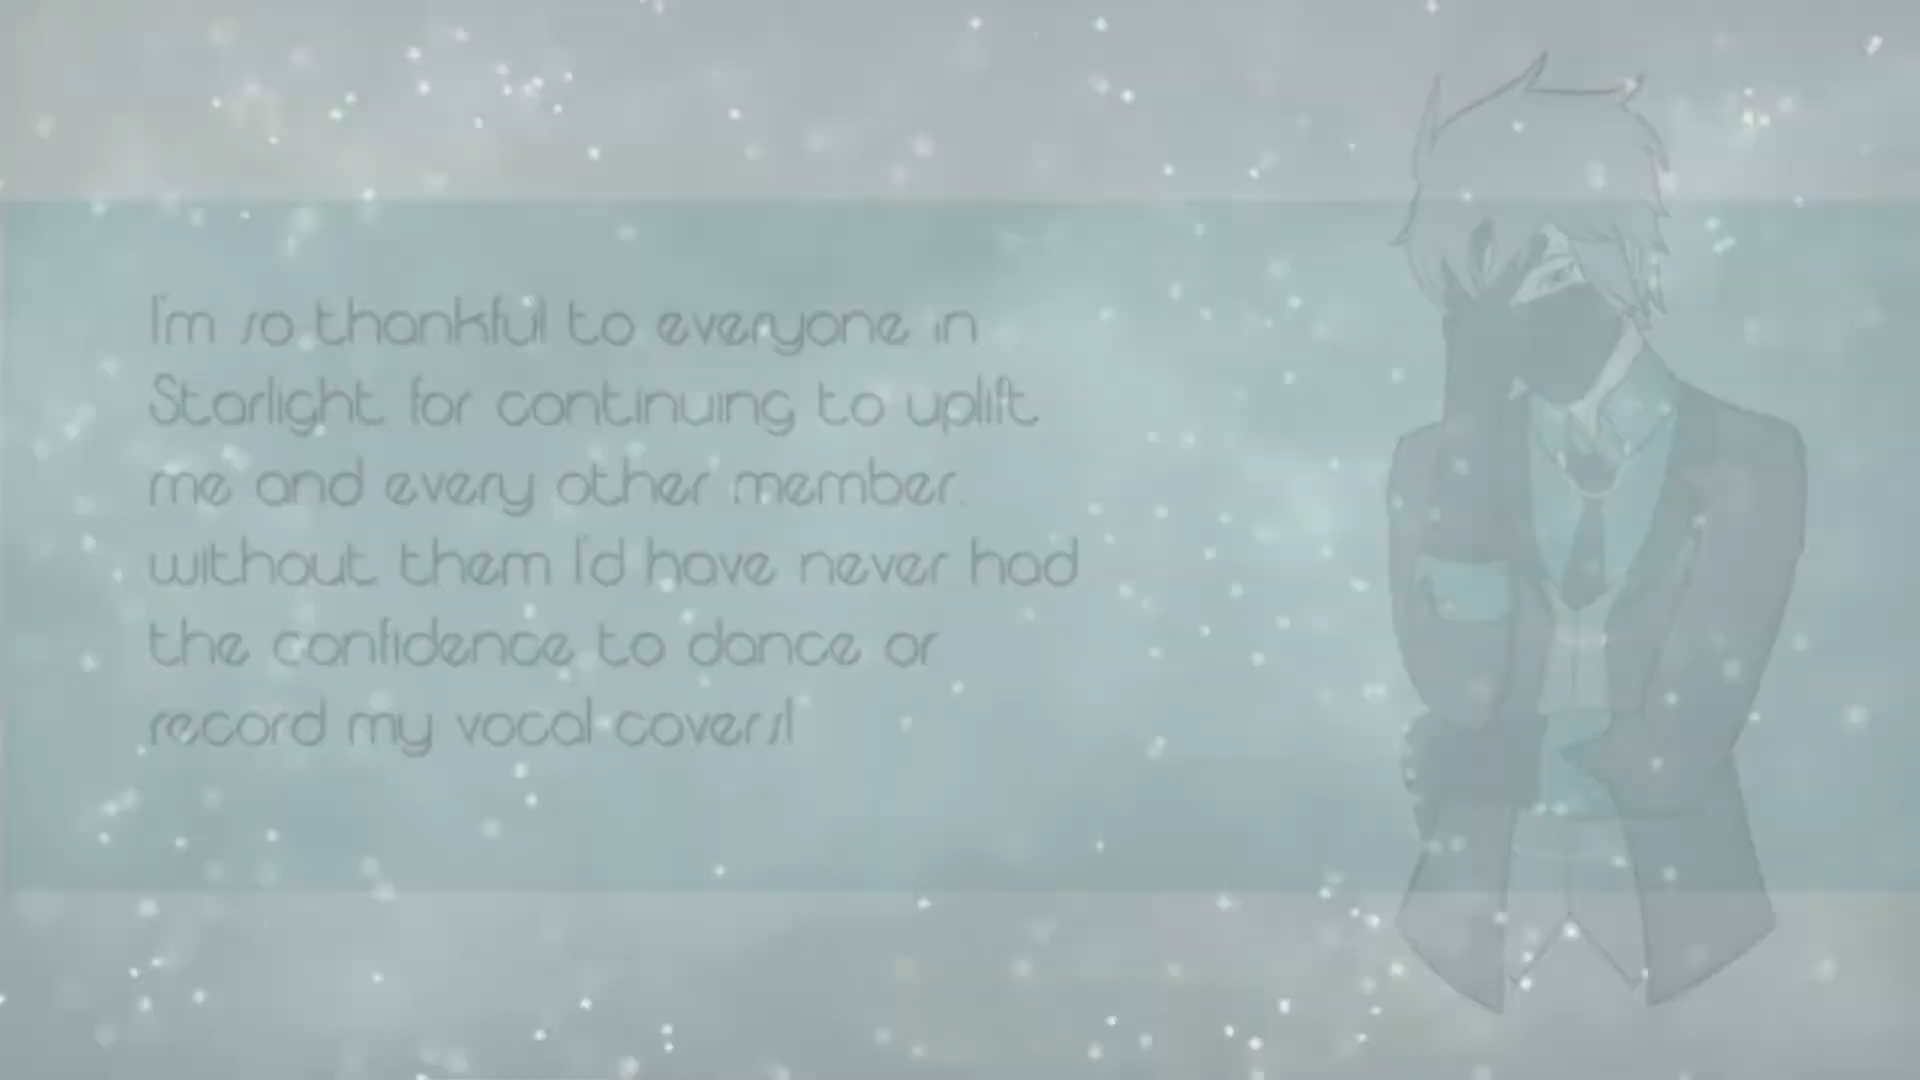 I'm so thankful to everyone in
Starlight for continuing to uplift
me and every other member.
without them I'd have never had
the confidence to dance or
record my vocal covers!